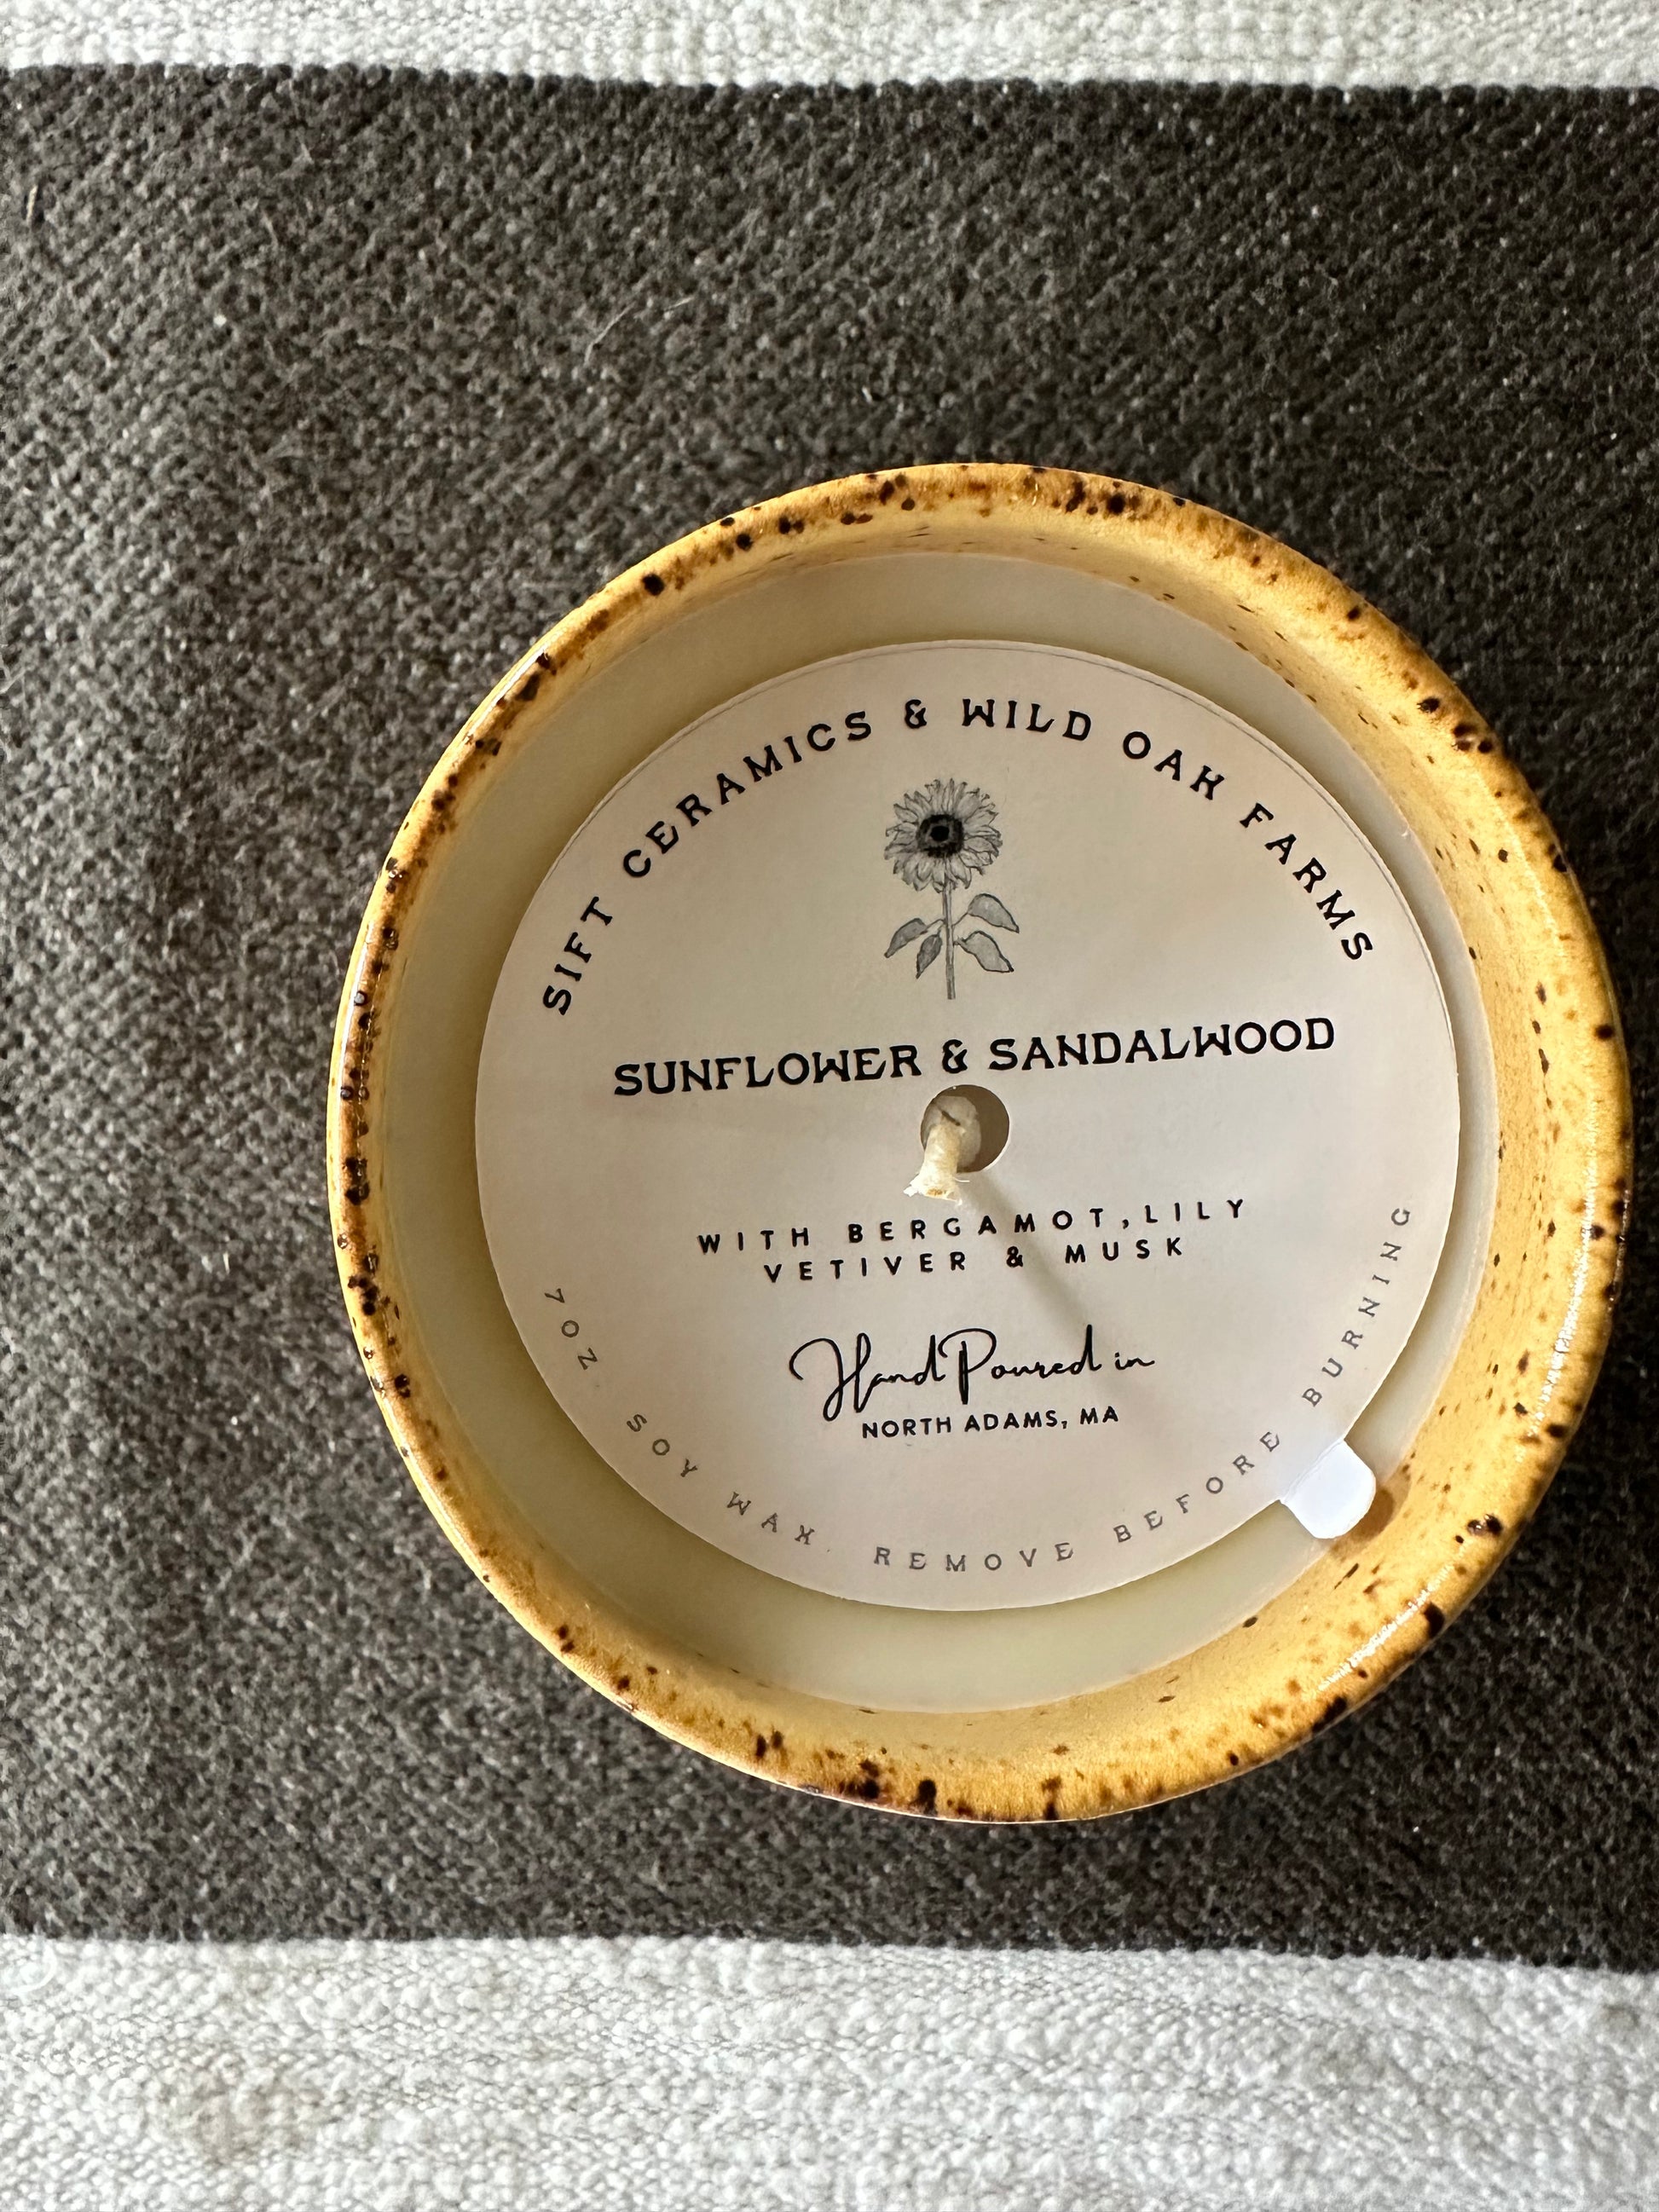 SIFT CERAMICS & WILD OAK FARMS
SUNFLOWER & SANDALWOOD
WITH BERGAMOT, LILY
VETIVER & MUSK
Hand Poured in
NORTH ADAMS, MA
7OZ SOY WAX REMOVE BEFORE BURNING